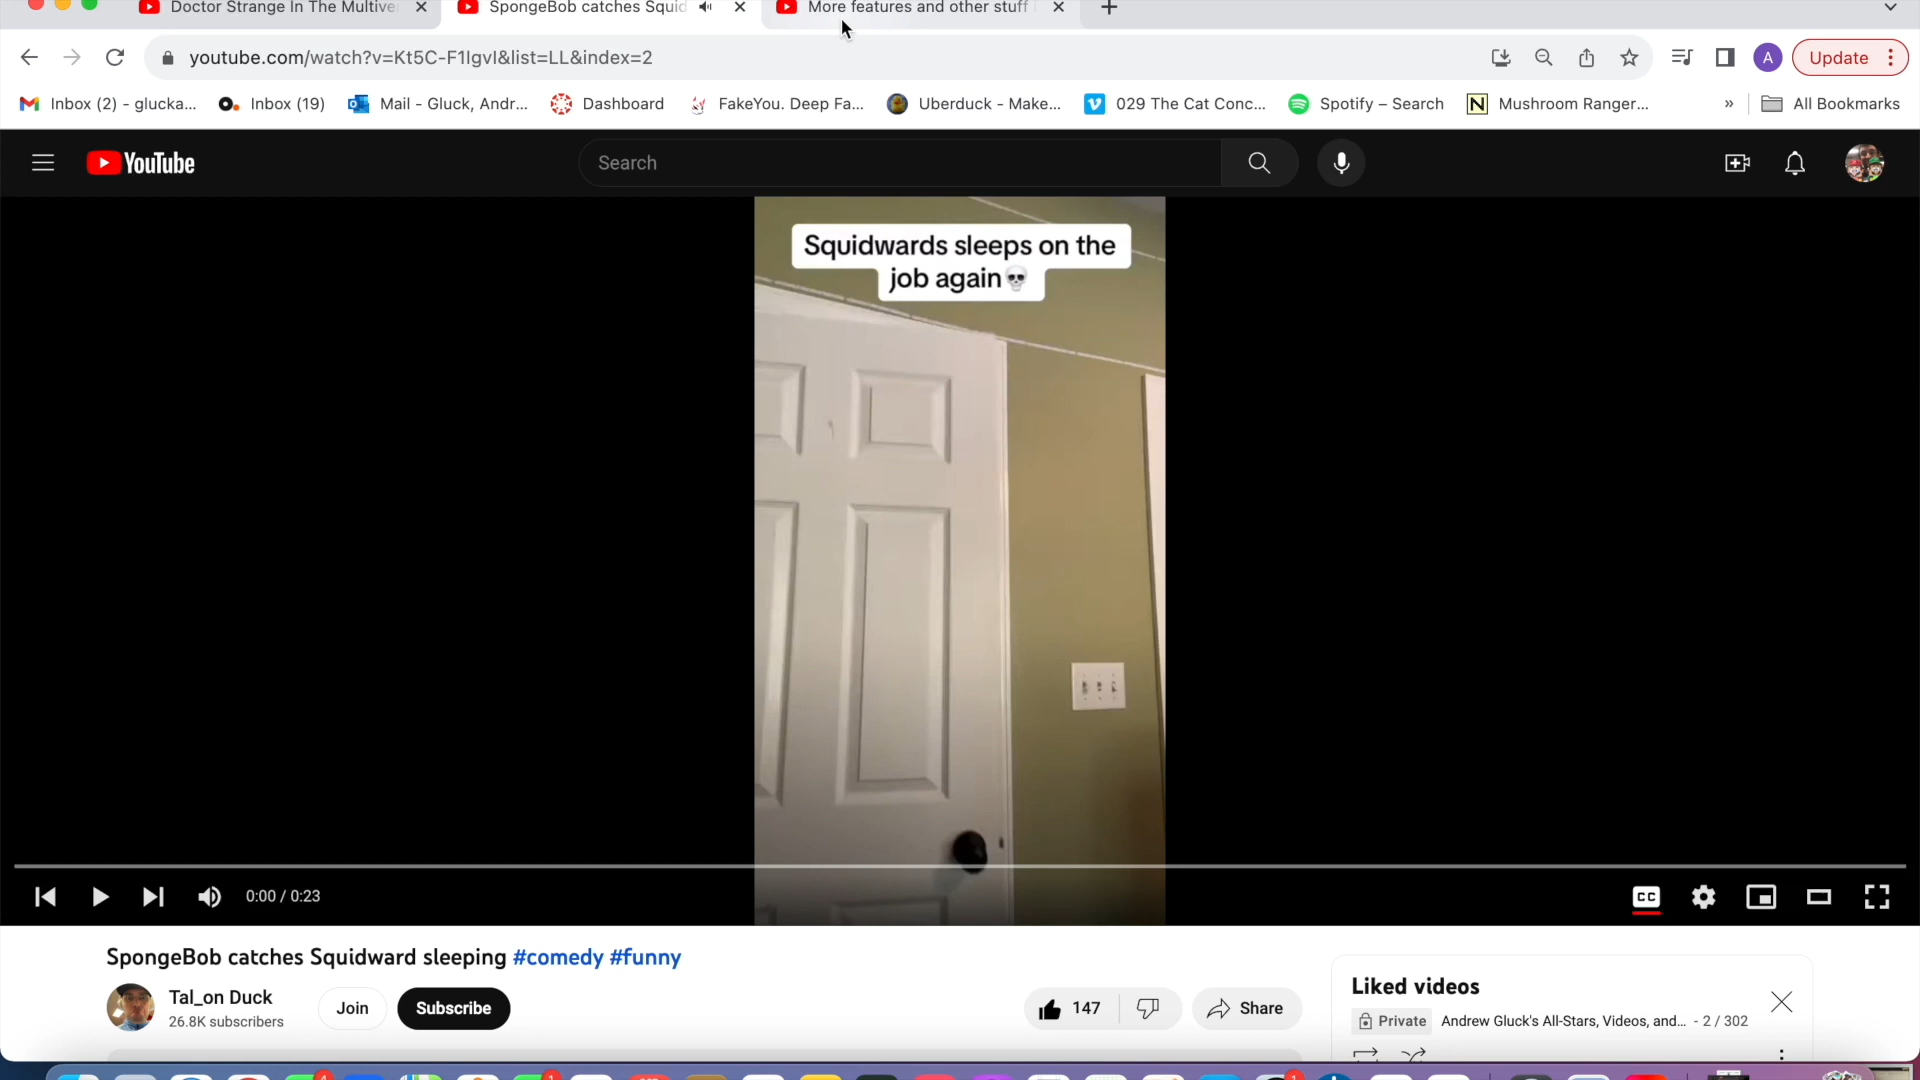 Doctor Strange In The Multive
SpongeBob catches Squid
More features and other stuff
youtube.com/watch?v=Kt5C-F1lgvI&list=LL&index=2
A
Update
Inbox (2) - glucka...
Inbox (19)
Mail - Gluck, Andr...
Dashboard
FakeYou. Deep Fa...
Uberduck - Make...
029 The Cat Conc...
Spotify – Search
N
Mushroom Ranger...
»
All Bookmarks
YouTube
Search
Squidwards sleeps on the
job again💀
0:00 / 0:23
CC
SpongeBob catches Squidward sleeping #comedy #funny
Tal_on Duck
26.8K subscribers
Join
Subscribe
147
Share
Liked videos
Private
Andrew Gluck's All-Stars, Videos, and... - 2 / 302